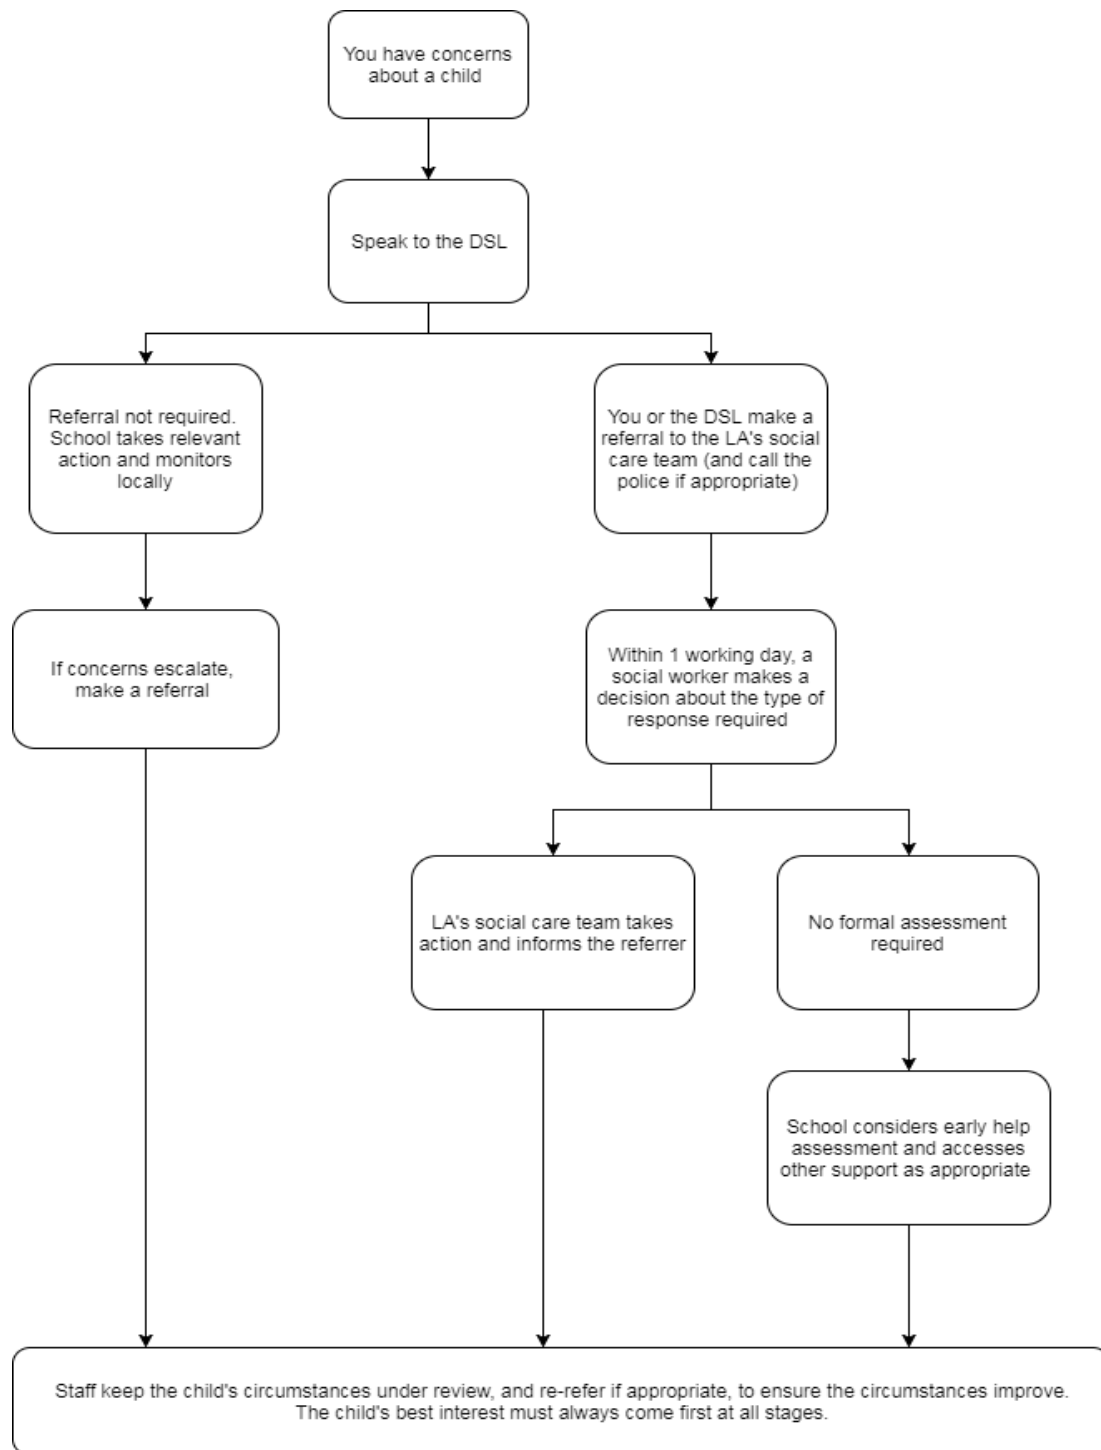 You have concerns
about a child
Speak to the DSL
Referral not required.
School takes relevant
action and monitors
locally
You or the DSL make a
referral to the LA's social
care team (and call the
police if appropriate)
If concerns escalate,
make a referral
Within 1 working day, a
social worker makes a
decision about the type of
response required
LA's social care team takes
action and informs the referrer
No formal assessment
required
School considers early help
assessment and accesses
other support as appropriate
Staff keep the child's circumstances under review, and re-refer if appropriate, to ensure the circumstances improve.
The child's best interest must always come first at all stages.